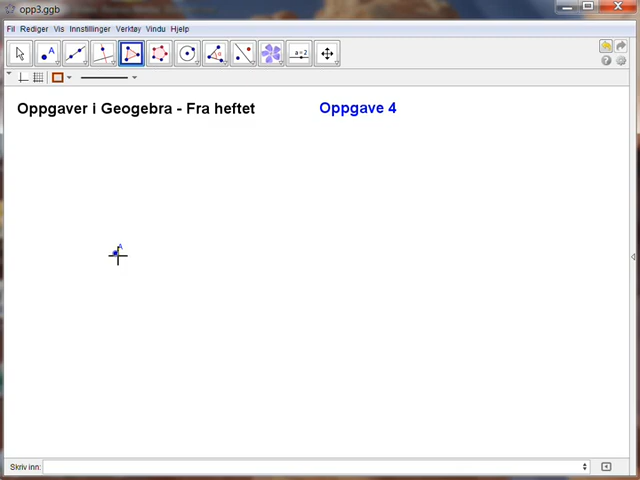 opp3.ggb
Fil Rediger Vis Innstillinger Verktøy Vindu Hjelp
A
α
a=2
Oppgaver i Geogebra - Fra heftet
Oppgave 4
A
Skriv inn: